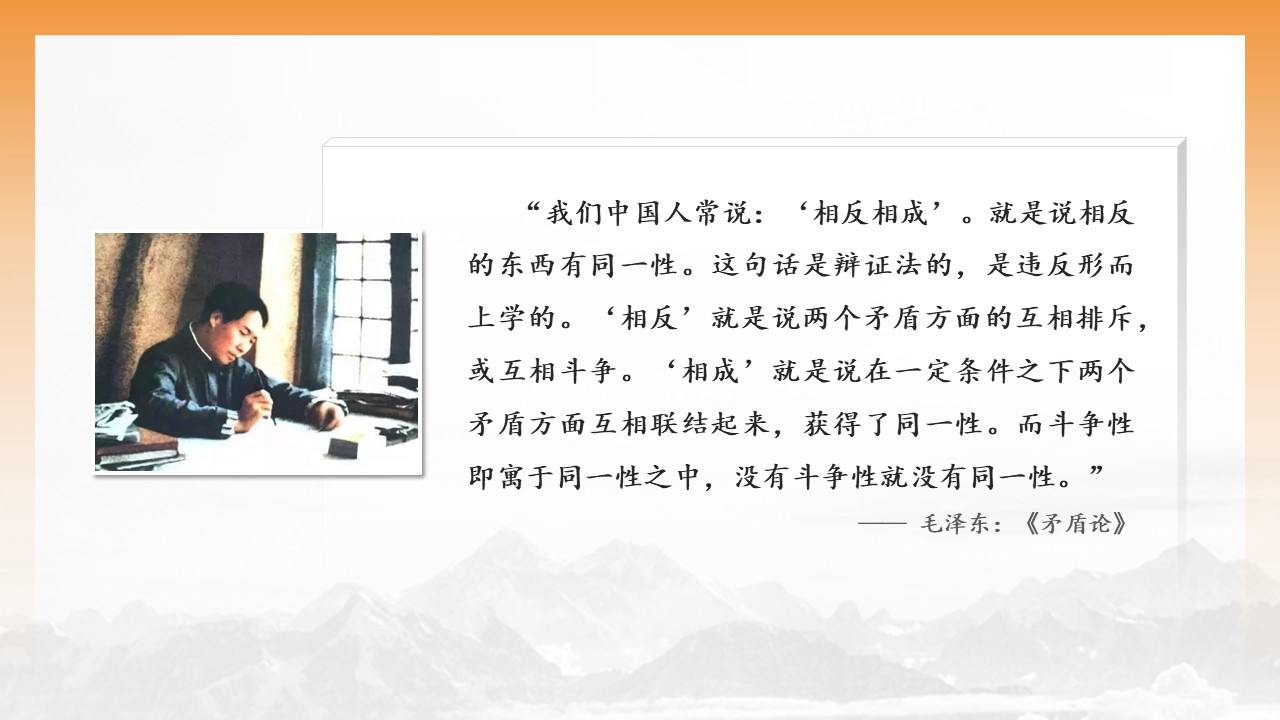 “我们中国人常说：‘相反相成’。就是说相反
的东西有同一性。这句话是辩证法的，是违反形而
上学的。‘相反’就是说两个矛盾方面的互相排斥，
或互相斗争。‘相成’就是说在一定条件之下两个
矛盾方面互相联结起来，获得了同一性。而斗争性
即寓于同一性之中，没有斗争性就没有同一性。”
—— 毛泽东：《矛盾论》